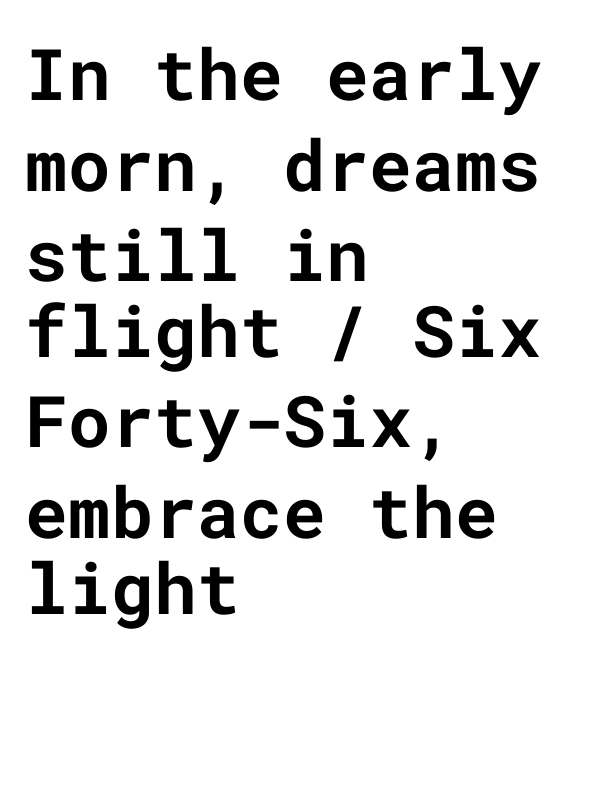 In the early
morn, dreams
still in
flight / Six
Forty-Six,
embrace the
light